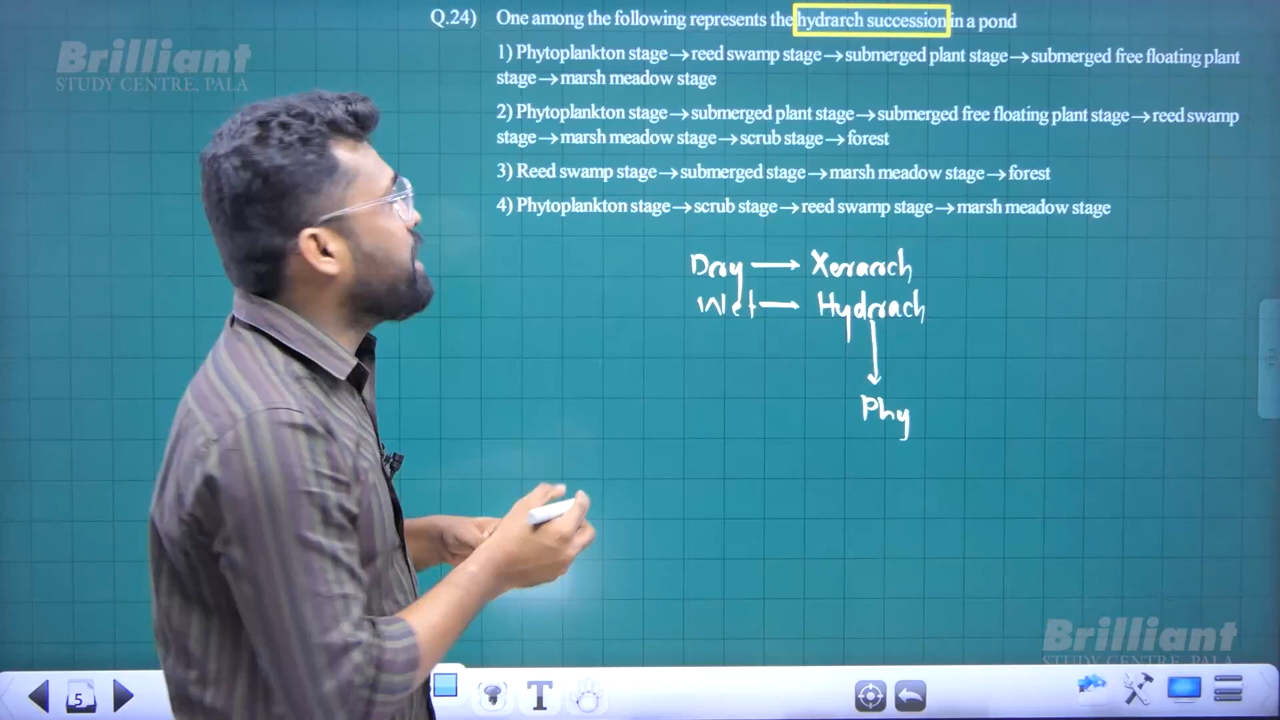 Brilliant
STUDY CENTRE, PALA
Q.24) One among the following represents the hydrarch succession in a pond
1) Phytoplankton stage→reed swamp stage→submerged plant stage→submerged free floating plant
stage→marsh meadow stage
2) Phytoplankton stage→submerged plant stage→submerged free floating plant stage→reed swamp
stage→marsh meadow stage→scrub stage→forest
3) Reed swamp stage→submerged stage→marsh meadow stage→forest
4) Phytoplankton stage→scrub stage→reed swamp stage→marsh meadow stage
Dry → Xerarch
Wet → Hydrach
Phy
Brilliant
STUDY CENTRE, PALA
5
T